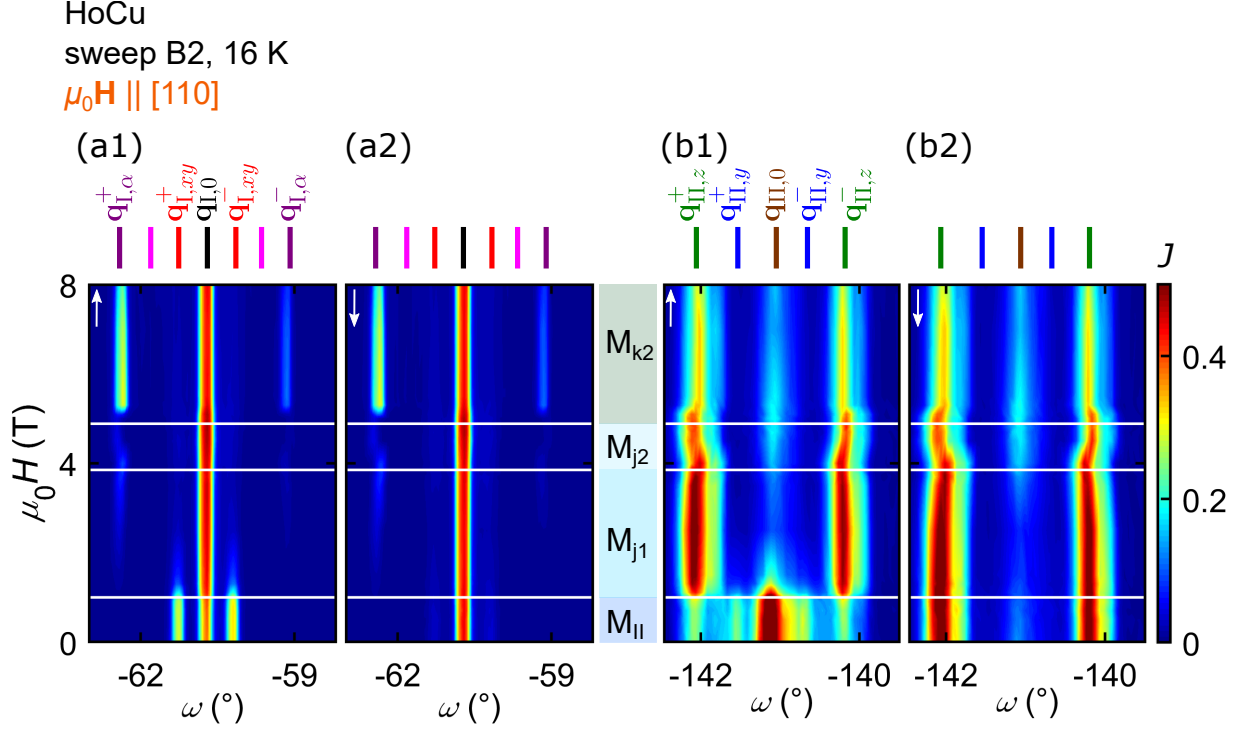 HoCu
sweep B2, 16 K
μ₀H || [110]
(a1) (a2) (b1) (b2)
q⁺I,α q⁺I,xy qI,0 q⁻I,xy q⁻I,α q⁺II,z q⁺II,y qII,0 q⁻II,y q⁻II,z
J
8
Mk2
0.4
Mj2
4
μ₀H (T)
0.2
Mj1
MII
0 0
-62 -59 -62 -59 -142 -140 -142 -140
ω (°) ω (°) ω (°) ω (°)